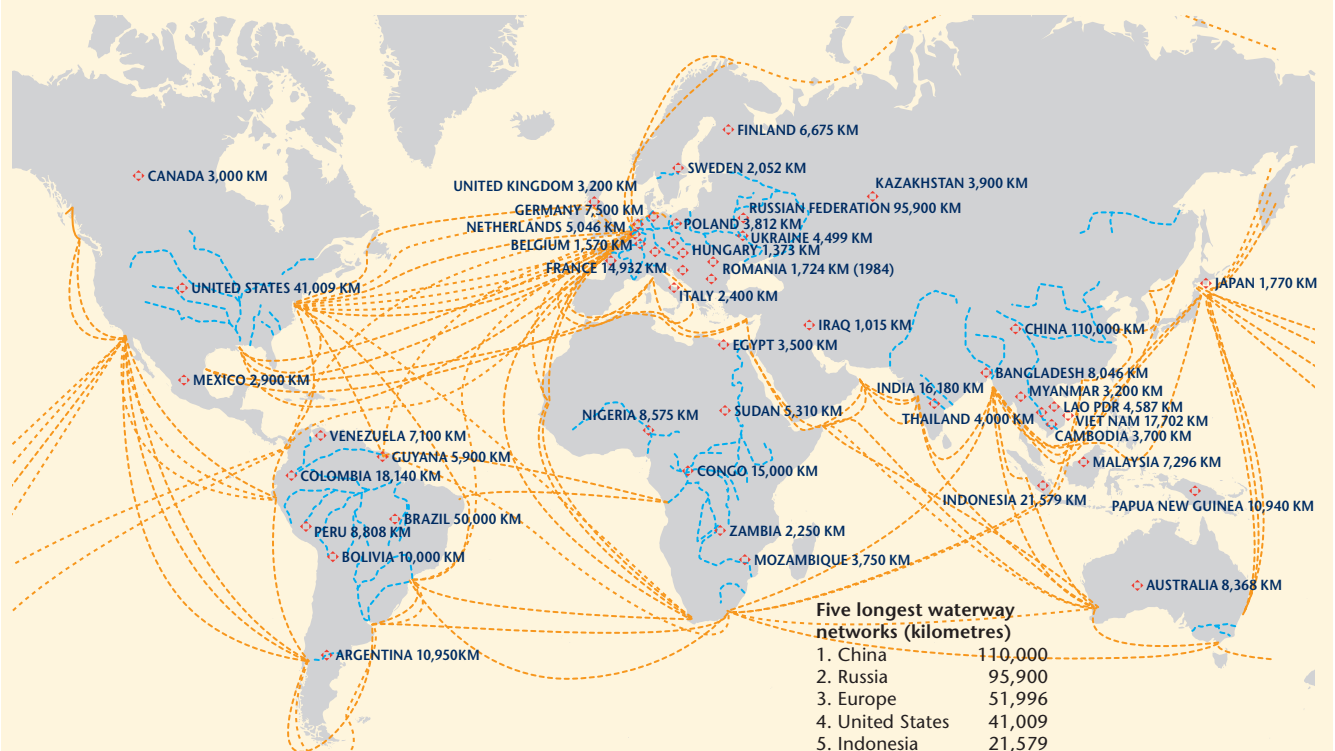 FINLAND 6,675 KM
SWEDEN 2,052 KM
CANADA 3,000 KM
UNITED KINGDOM 3,200 KM
KAZAKHSTAN 3,900 KM
GERMANY 7,500 KM
RUSSIAN FEDERATION 95,900 KM
NETHERLANDS 5,046 KM
POLAND 3,812 KM
BELGIUM 1,570 KM
UKRAINE 4,499 KM
HUNGARY 1,373 KM
FRANCE 14,932 KM
ROMANIA 1,724 KM (1984)
UNITED STATES 41,009 KM
ITALY 2,400 KM
JAPAN 1,770 KM
IRAQ 1,015 KM
CHINA 110,000 KM
EGYPT 3,500 KM
MEXICO 2,900 KM
BANGLADESH 8,046 KM
INDIA 16,180 KM
MYANMAR 3,200 KM
LAO PDR 4,587 KM
NIGERIA 8,575 KM
SUDAN 5,310 KM
THAILAND 4,000 KM
VIET NAM 17,702 KM
VENEZUELA 7,100 KM
CAMBODIA 3,700 KM
GUYANA 5,900 KM
MALAYSIA 7,296 KM
COLOMBIA 18,140 KM
CONGO 15,000 KM
INDONESIA 21,579 KM
PAPUA NEW GUINEA 10,940 KM
BRAZIL 50,000 KM
PERU 8,808 KM
ZAMBIA 2,250 KM
BOLIVIA 10,000 KM
MOZAMBIQUE 3,750 KM
AUSTRALIA 8,368 KM
ARGENTINA 10,950KM
Five longest waterway
networks (kilometres)
1. China 110,000
2. Russia 95,900
3. Europe 51,996
4. United States 41,009
5. Indonesia 21,579